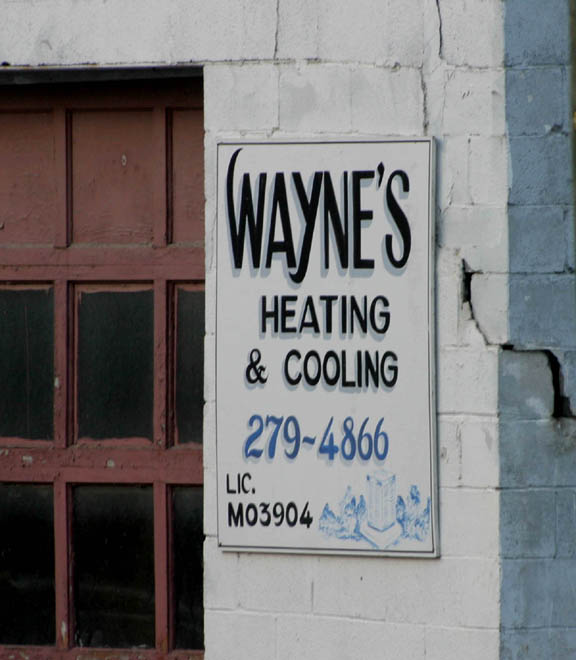 WAYNE'S
HEATING
& COOLING
279-4866
LIC.
M03904